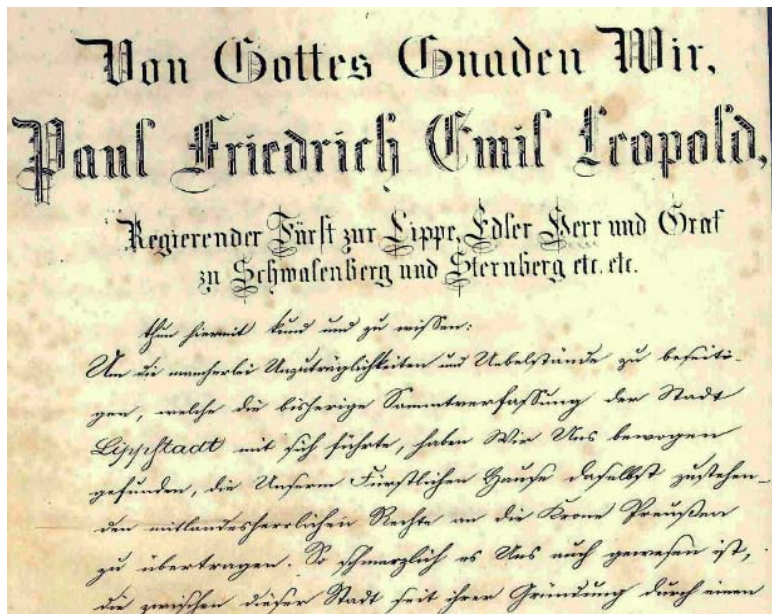 Von Gottes Gnaden Wir,
Paul Friedrich Emil Leopold,
Regierender Fürst zur Lippe, Edler Herr und Graf
zu Schwalenberg und Sternberg etc. etc.
thun hiermit kund und zu wissen:
Um die mancherlei Unzuträglichkeiten und Uebelstände zu beseiti-
gen, welche die bisherige Sammtverfassung der Stadt
Lippstadt mit sich führte, haben Wir Uns bewogen
gefunden, die Unserm Fürstlichen Hause daselbst zustehen-
den mitlandesherrlichen Rechte an die Krone Preußen
zu übertragen. So schmerzlich es Uns auch gewesen ist,
die zwischen dieser Stadt seit ihrer Gründung durch einen